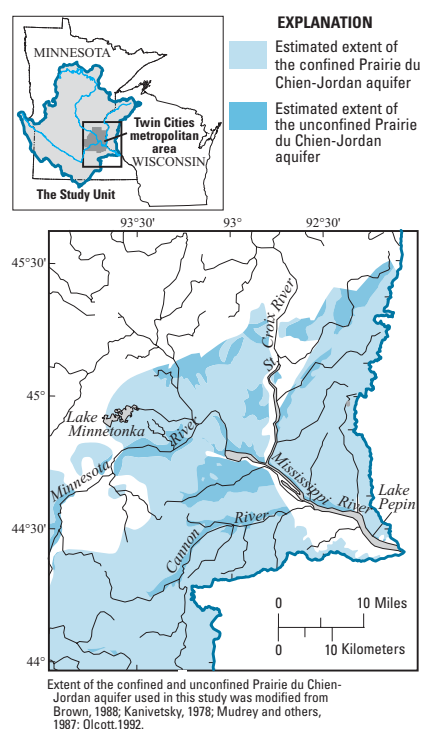 MINNESOTA
Twin Cities
metropolitan
area
WISCONSIN
The Study Unit
EXPLANATION
Estimated extent of
the confined Prairie du
Chien-Jordan aquifer
Estimated extent of
the unconfined Prairie
du Chien-Jordan
aquifer
93°30' 93° 92°30'
45°30'
45°
44°30'
44°
St. Croix River
Lake
Minnetonka
River
Minnesota
Mississippi River
Lake
Pepin
Cannon River
0 10 Miles
0 10 Kilometers
Extent of the confined and unconfined Prairie du Chien-
Jordan aquifer used in this study was modified from
Brown, 1988; Kanivetsky, 1978; Mudrey and others,
1987; Olcott,1992.